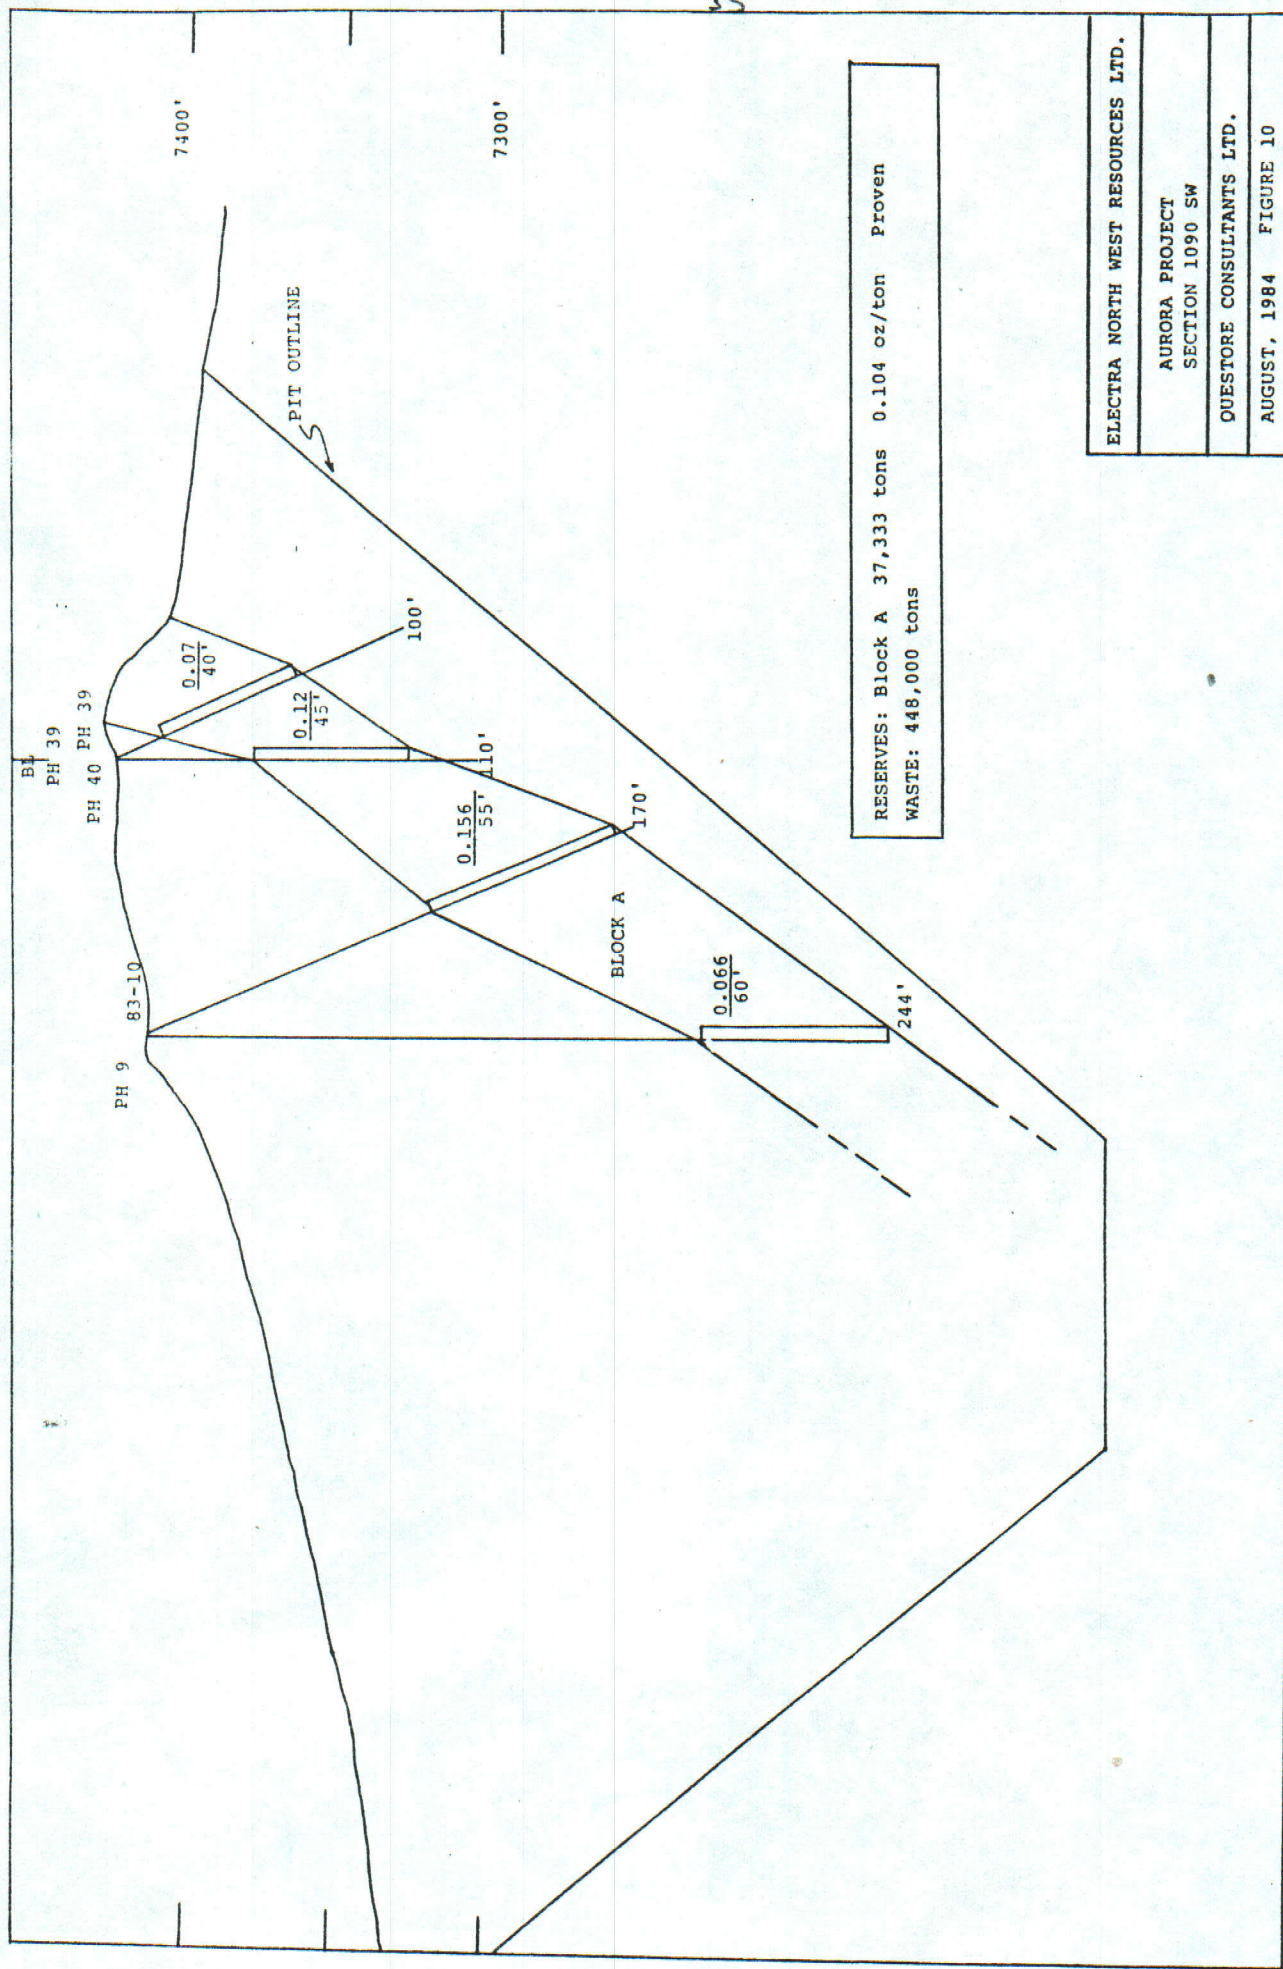 BL
PH 39
PH 40 PH 39
83-10
PH 9
7400'
7300'
PIT OUTLINE
0.07
40'
100'
0.12
45'
110'
0.156
55'
170'
BLOCK A
0.066
60'
244'
RESERVES: Block A 37,333 tons 0.104 oz/ton Proven
WASTE: 448,000 tons
ELECTRA NORTH WEST RESOURCES LTD.
AURORA PROJECT
SECTION 1090 SW
QUESTORE CONSULTANTS LTD.
AUGUST, 1984 FIGURE 10